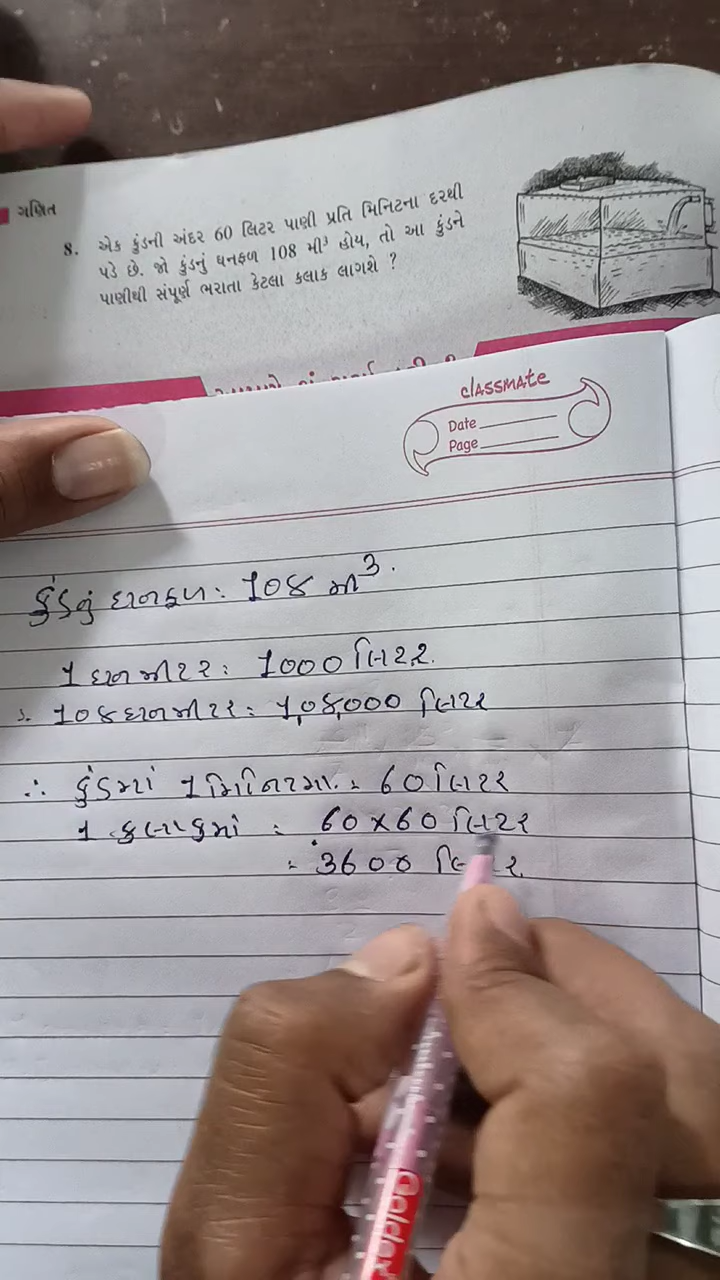 ગણિત
8. એક કુંડની અંદર 60 લિટર પાણી પ્રતિ મિનિટના દરથી
પડે છે. જો કુંડનું ઘનફળ 108 મી³ હોય, તો આ કુંડને
પાણીથી સંપૂર્ણ ભરાતા કેટલા કલાક લાગશે ?
classmate
Date
Page
કુંડનું ઘનફળ : 108 મી3.
1 ઘનમીટર : 1000 લિટર.
∴ 108 ઘનમીટર : 1,08,000 લિટર
∴ કુંડમાં 1 મિનિટમા : 60 લિટર
1 કલાકમાં : 60 x 60 લિટર
: 3600 લિટર
Golder